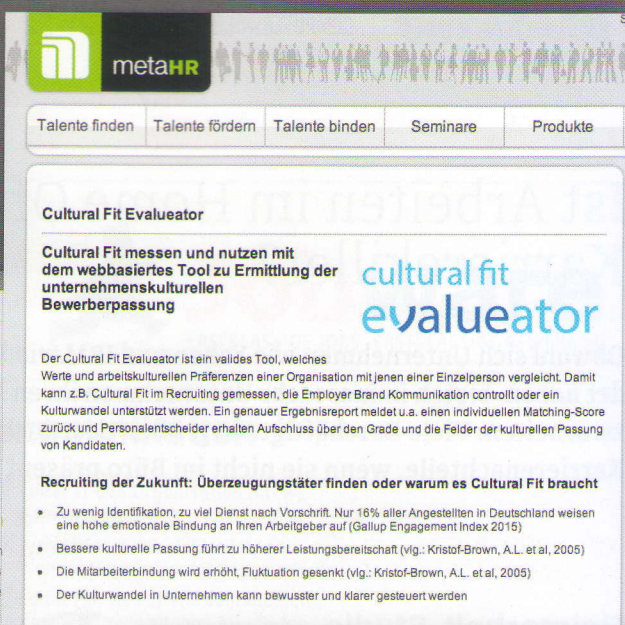 metaHR
Talente finden
Talente fördern
Talente binden
Seminare
Produkte
Cultural Fit Evalueator
Cultural Fit messen und nutzen mit
dem webbasiertes Tool zu Ermittlung der
unternehmenskulturellen
Bewerberpassung
cultural fit
evalueator
Der Cultural Fit Evalueator ist ein valides Tool, welches
Werte und arbeitskulturellen Präferenzen einer Organisation mit jenen einer Einzelperson vergleicht. Damit
kann z.B. Cultural Fit im Recruiting gemessen, die Employer Brand Kommunikation controllt oder ein
Kulturwandel unterstützt werden. Ein genauer Ergebnisreport meldet u.a. einen individuellen Matching-Score
zurück und Personalentscheider erhalten Aufschluss über den Grade und die Felder der kulturellen Passung
von Kandidaten.
Recruiting der Zukunft: Überzeugungstäter finden oder warum es Cultural Fit braucht
• Zu wenig Identifikation, zu viel Dienst nach Vorschrift. Nur 16% aller Angestellten in Deutschland weisen
eine hohe emotionale Bindung an Ihren Arbeitgeber auf (Gallup Engagement Index 2015)
• Bessere kulturelle Passung führt zu höherer Leistungsbereitschaft (vlg.: Kristof-Brown, A.L. et al, 2005)
• Die Mitarbeiterbindung wird erhöht, Fluktuation gesenkt (vlg.: Kristof-Brown, A.L. et al, 2005)
• Der Kulturwandel in Unternehmen kann bewusster und klarer gesteuert werden